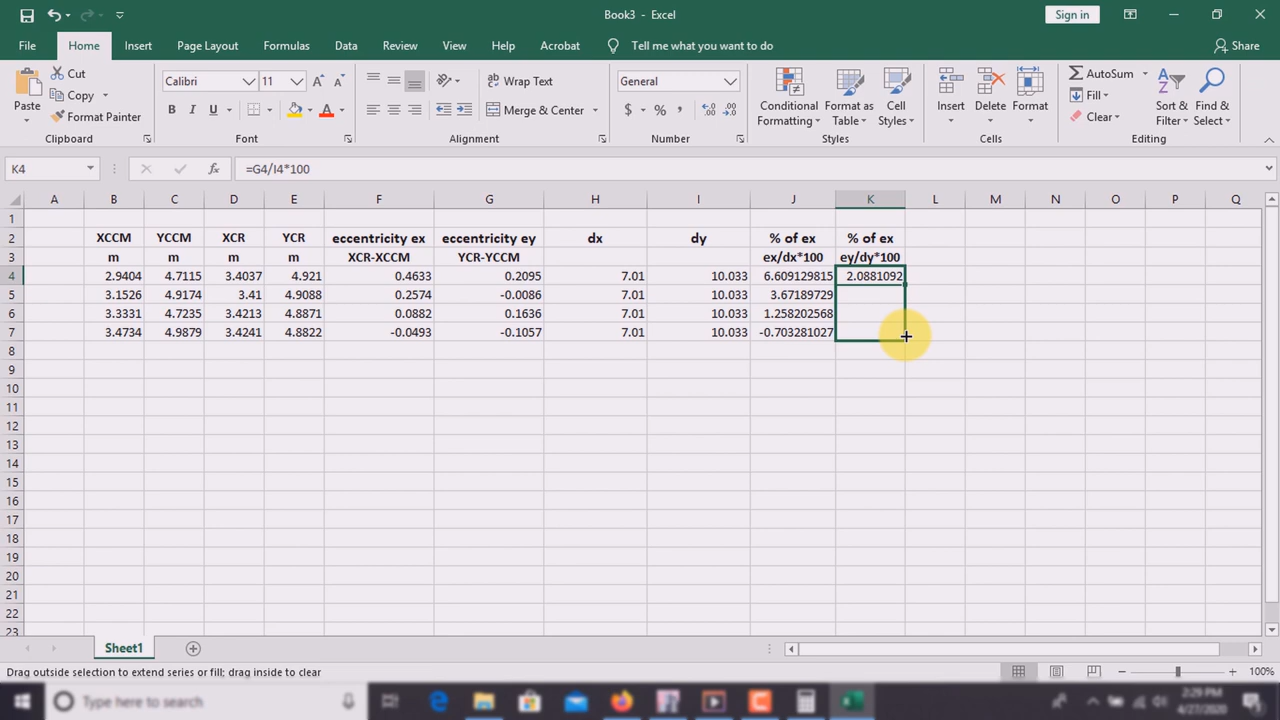 Book3 - Excel
Sign in
File Home Insert Page Layout Formulas Data Review View Help Acrobat Tell me what you want to do Share
Paste
Cut
Copy
Format Painter
Clipboard
Calibri 11
B I U
Font
Wrap Text
Merge & Center
Alignment
General
$ % ,
Number
Conditional Formatting
Format as Table
Cell Styles
Styles
Insert
Delete
Format
Cells
AutoSum
Fill
Clear
Sort & Filter
Find & Select
Editing
K4 fx =G4/I4*100
A B C D E F G H I J K L M N O P Q
1
2 XCCM YCCM XCR YCR eccentricity ex eccentricity ey dx dy % of ex % of ex
3 m m m m XCR-XCCM YCR-YCCM ex/dx*100 ey/dy*100
4 2.9404 4.7115 3.4037 4.921 0.4633 0.2095 7.01 10.033 6.609129815 2.0881092
5 3.1526 4.9174 3.41 4.9088 0.2574 -0.0086 7.01 10.033 3.67189729
6 3.3331 4.7235 3.4213 4.8871 0.0882 0.1636 7.01 10.033 1.258202568
7 3.4734 4.9879 3.4241 4.8822 -0.0493 -0.1057 7.01 10.033 -0.703281027
8
9
10
11
12
13
14
15
16
17
18
19
20
21
22
23
Sheet1
Drag outside selection to extend series or fill; drag inside to clear
100%
Type here to search
2:29 PM
4/27/2020